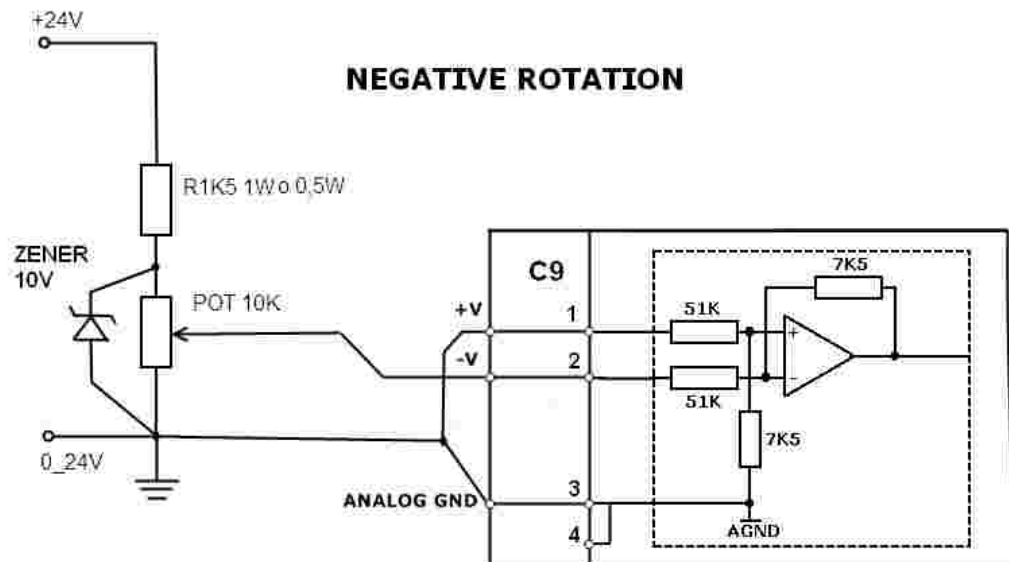 +24V
NEGATIVE ROTATION
R1K5 1W o 0,5W
ZENER
10V
POT 10K
C9
+V
1
-V
2
51K
51K
7K5
+
-
7K5
0_24V
ANALOG GND
3
4
AGND